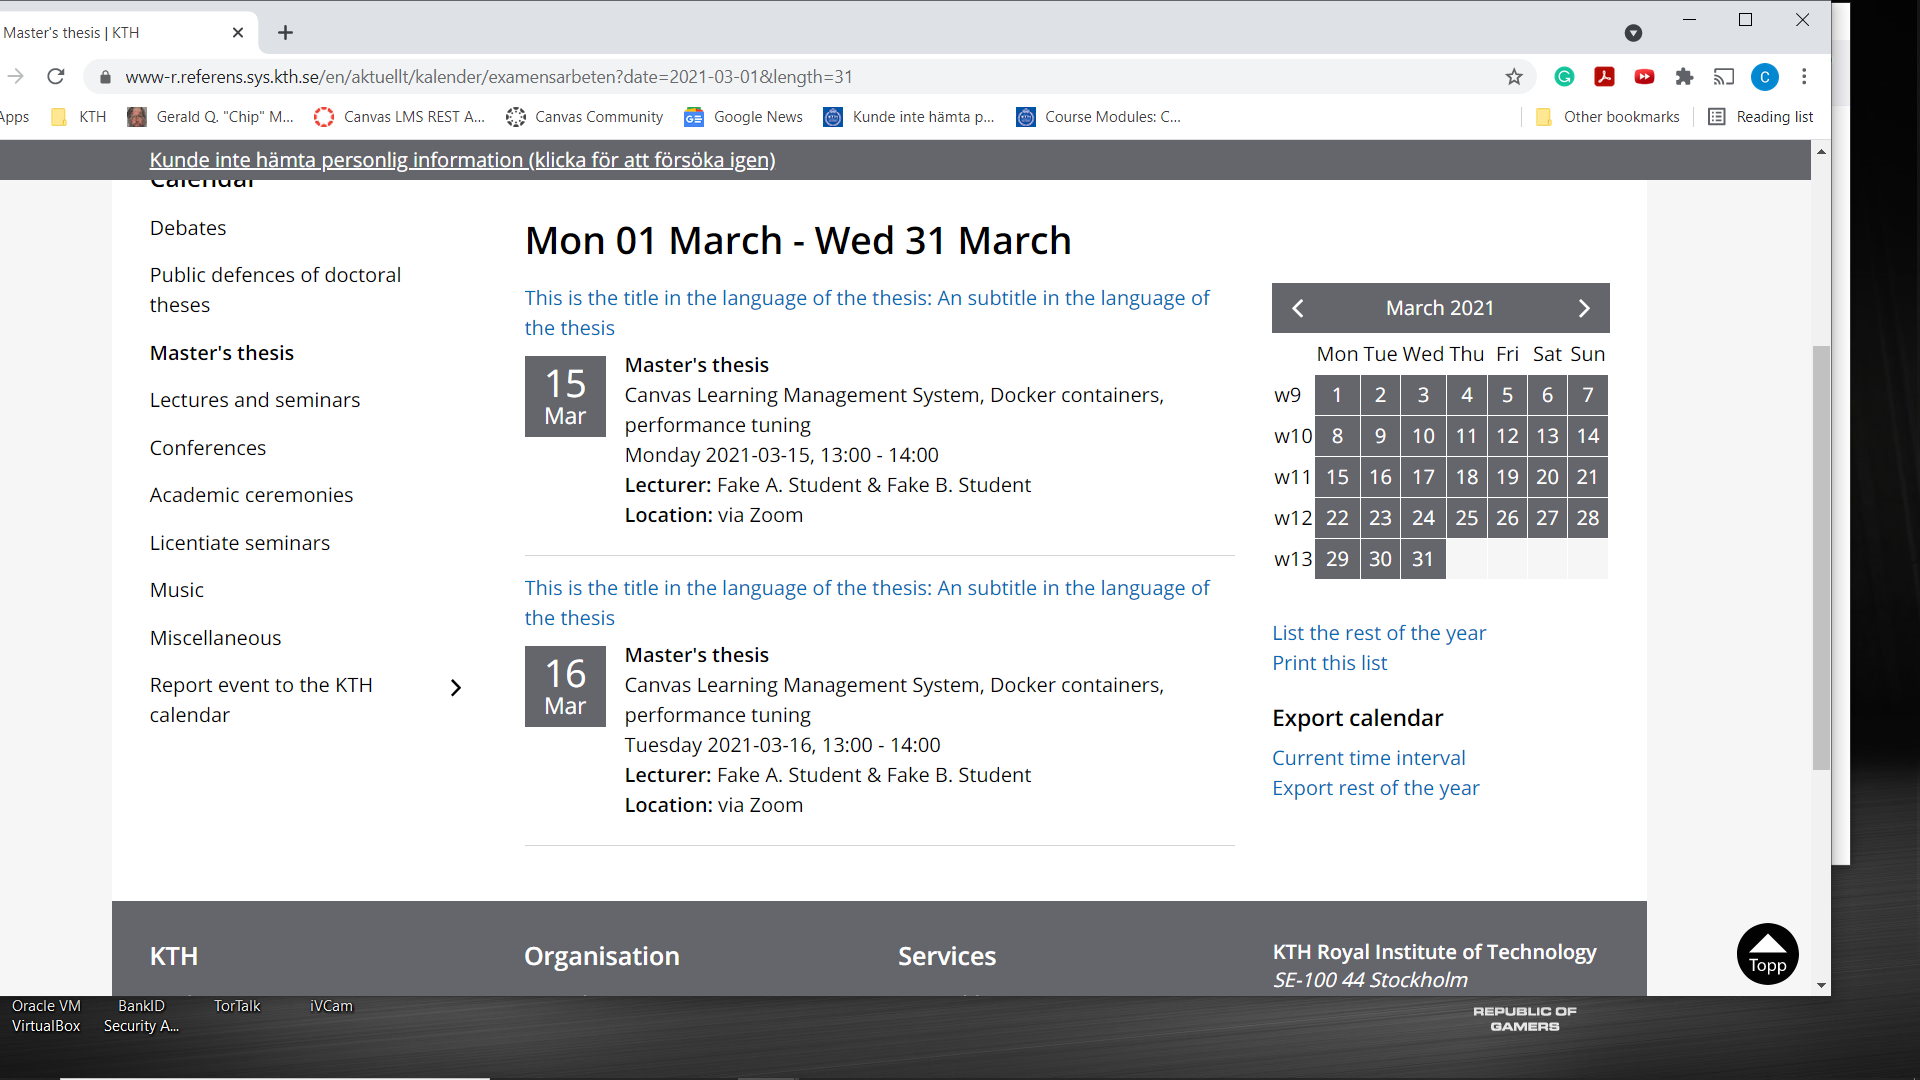 Master's thesis | KTH
www-r.referens.sys.kth.se/en/aktuellt/kalender/examensarbeten?date=2021-03-01&length=31
C
Apps
KTH
Gerald Q. "Chip" M...
Canvas LMS REST A...
Canvas Community
Google News
Kunde inte hämta p...
Course Modules: C...
Other bookmarks
Reading list
Kunde inte hämta personlig information (klicka för att försöka igen)
Calendar
Debates
Public defences of doctoral
theses
Master's thesis
Lectures and seminars
Conferences
Academic ceremonies
Licentiate seminars
Music
Miscellaneous
Report event to the KTH
calendar
Mon 01 March - Wed 31 March
This is the title in the language of the thesis: An subtitle in the language of
the thesis
15
Mar
Master's thesis
Canvas Learning Management System, Docker containers,
performance tuning
Monday 2021-03-15, 13:00 - 14:00
Lecturer: Fake A. Student & Fake B. Student
Location: via Zoom
This is the title in the language of the thesis: An subtitle in the language of
the thesis
16
Mar
Master's thesis
Canvas Learning Management System, Docker containers,
performance tuning
Tuesday 2021-03-16, 13:00 - 14:00
Lecturer: Fake A. Student & Fake B. Student
Location: via Zoom
March 2021
Mon Tue Wed Thu Fri Sat Sun
w9 1 2 3 4 5 6 7
w10 8 9 10 11 12 13 14
w11 15 16 17 18 19 20 21
w12 22 23 24 25 26 27 28
w13 29 30 31
List the rest of the year
Print this list
Export calendar
Current time interval
Export rest of the year
KTH
Organisation
Services
KTH Royal Institute of Technology
SE-100 44 Stockholm
Topp
Oracle VM
VirtualBox
BankID
Security A...
TorTalk
iVCam
REPUBLIC OF
GAMERS